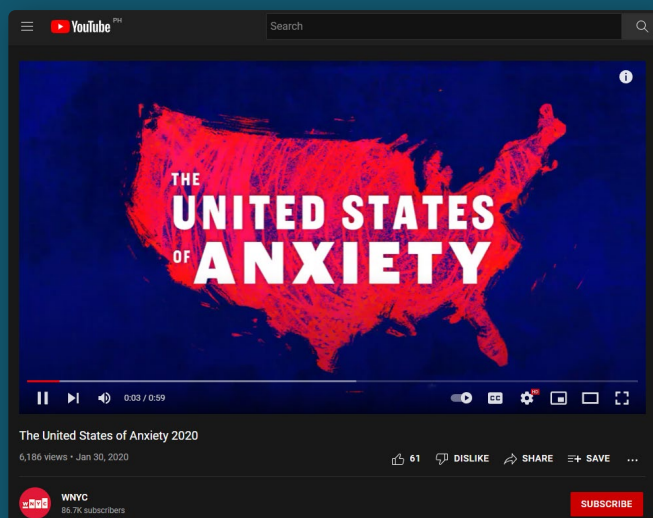 YouTube PH
Search
THE
UNITED STATES
OF ANXIETY
0:03 / 0:59
CC
HD
The United States of Anxiety 2020
6,186 views • Jan 30, 2020
61 DISLIKE SHARE SAVE ...
WNYC
WNYC
86.7K subscribers
SUBSCRIBE